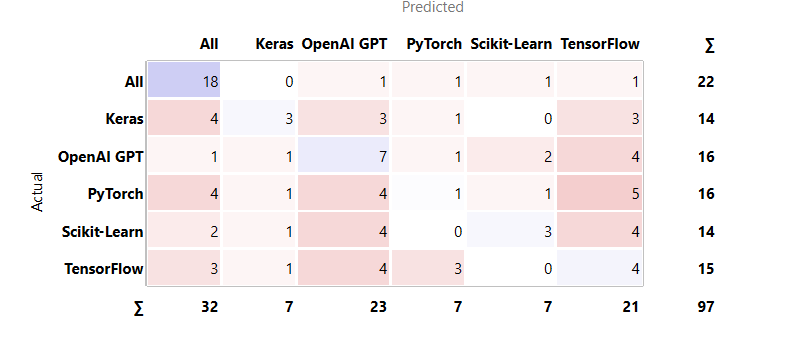 Predicted
All Keras OpenAI GPT PyTorch Scikit-Learn TensorFlow Σ
All 18 0 1 1 1 1 22
Keras 4 3 3 1 0 3 14
OpenAI GPT 1 1 7 1 2 4 16
Actual
PyTorch 4 1 4 1 1 5 16
Scikit-Learn 2 1 4 0 3 4 14
TensorFlow 3 1 4 3 0 4 15
Σ 32 7 23 7 7 21 97